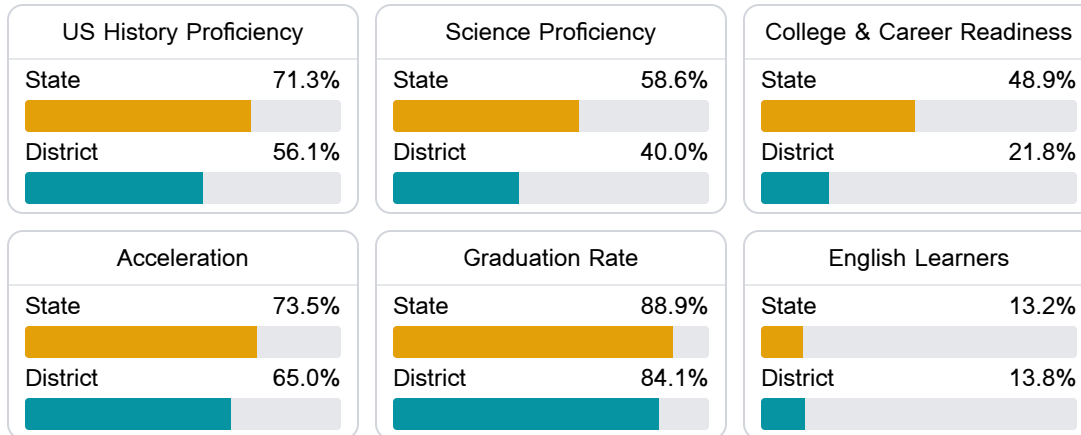 US History Proficiency
State 71.3%
District 56.1%
Science Proficiency
State 58.6%
District 40.0%
College & Career Readiness
State 48.9%
District 21.8%
Acceleration
State 73.5%
District 65.0%
Graduation Rate
State 88.9%
District 84.1%
English Learners
State 13.2%
District 13.8%